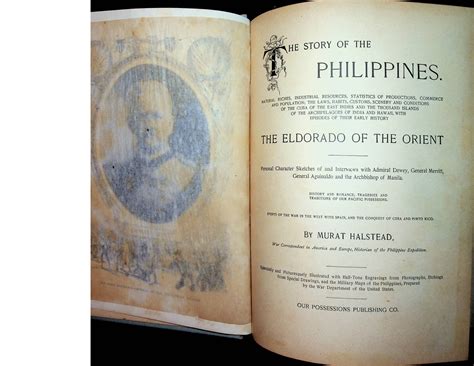 THE STORY OF THE
PHILIPPINES.
NATURAL RICHES, INDUSTRIAL RESOURCES, STATISTICS OF PRODUCTIONS, COMMERCE
AND POPULATION; THE LAWS, HABITS, CUSTOMS, SCENERY AND CONDITIONS
OF THE CUBA OF THE EAST INDIES AND THE THOUSAND ISLANDS
OF THE ARCHIPELAGOES OF INDIA AND HAWAII, WITH
EPISODES OF THEIR EARLY HISTORY
THE ELDORADO OF THE ORIENT
Personal Character Sketches of and Interviews with Admiral Dewey, General Merritt,
General Aguinaldo and the Archbishop of Manila.
HISTORY AND ROMANCE, TRAGEDIES AND
TRADITIONS OF OUR PACIFIC POSSESSIONS.
EVENTS OF THE WAR IN THE WEST WITH SPAIN, AND THE CONQUEST OF CUBA AND PORTO RICO.
BY MURAT HALSTEAD,
War Correspondent in America and Europe, Historian of the Philippine Expedition.
Splendidly and Picturesquely Illustrated with Half-Tone Engravings from Photographs, Etchings
from Special Drawings, and the Military Maps of the Philippines, Prepared
by the War Department of the United States.
OUR POSSESSIONS PUBLISHING CO.